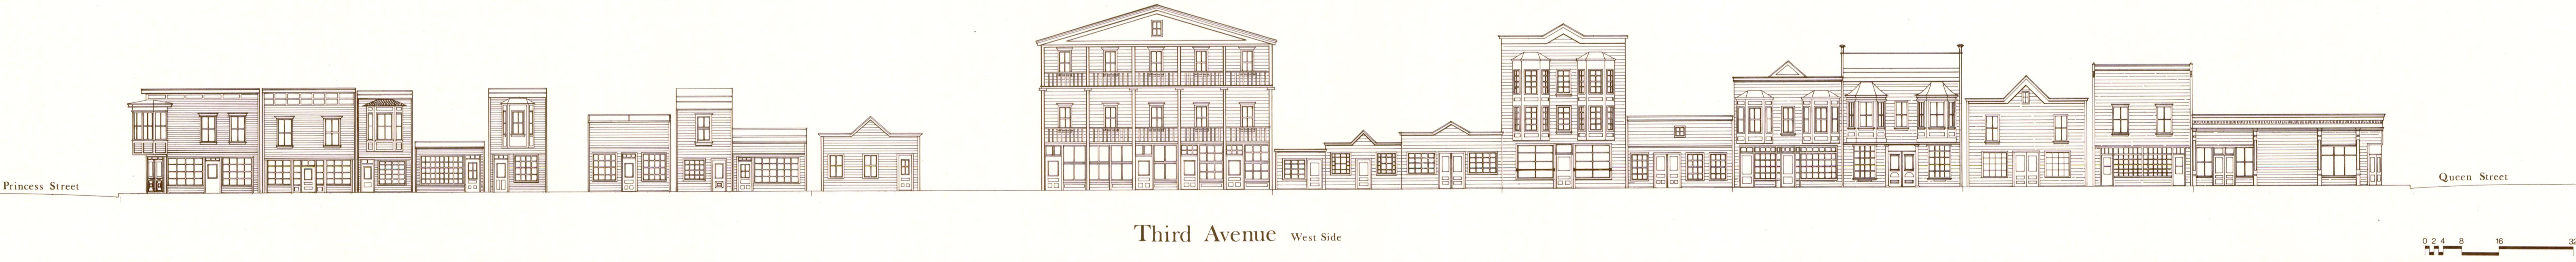 Princess Street
Queen Street
Third Avenue West Side
0 2 4 8 16 32